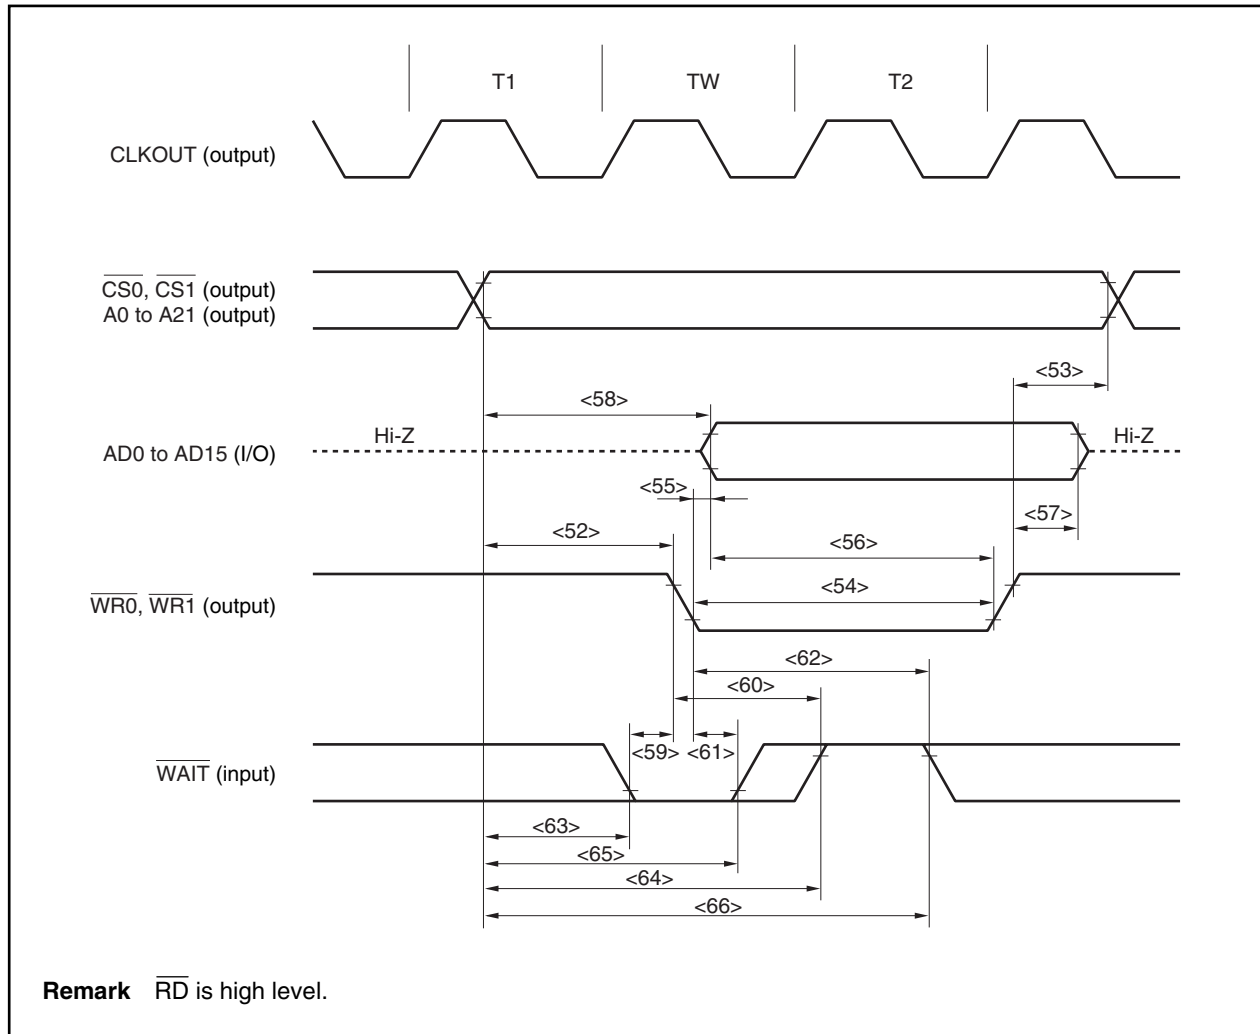 T1 TW T2
CLKOUT (output)
CS0, CS1 (output)
A0 to A21 (output)
<53>
<58>
Hi-Z Hi-Z
AD0 to AD15 (I/O)
<55>
<57>
<52>
<56>
<54>
WR0, WR1 (output)
<62>
<60>
<59> <61>
WAIT (input)
<63>
<65>
<64>
<66>
Remark RD is high level.